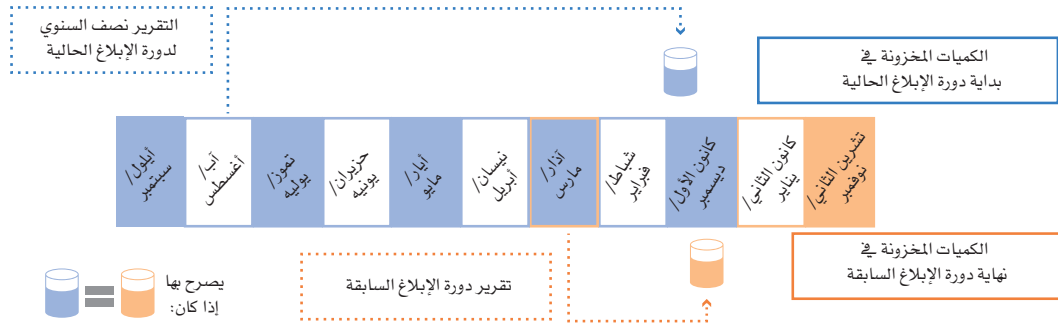 التقرير نصف السنوي
لدورة الإبلاغ الحالية
الكميات المخزونة في
بداية دورة الإبلاغ الحالية
تشرين الثاني/
نوفمبر
كانون الثاني/
يناير
كانون الأول/
ديسمبر
شباط/
فبراير
آذار/
مارس
نيسان/
أبريل
أيار/
مايو
حزيران/
يونيه
تموز/
يوليه
آب/
أغسطس
أيلول/
سبتمبر
الكميات المخزونة في
نهاية دورة الإبلاغ السابقة
تقرير دورة الإبلاغ السابقة
يصرح بها
إذا كان: